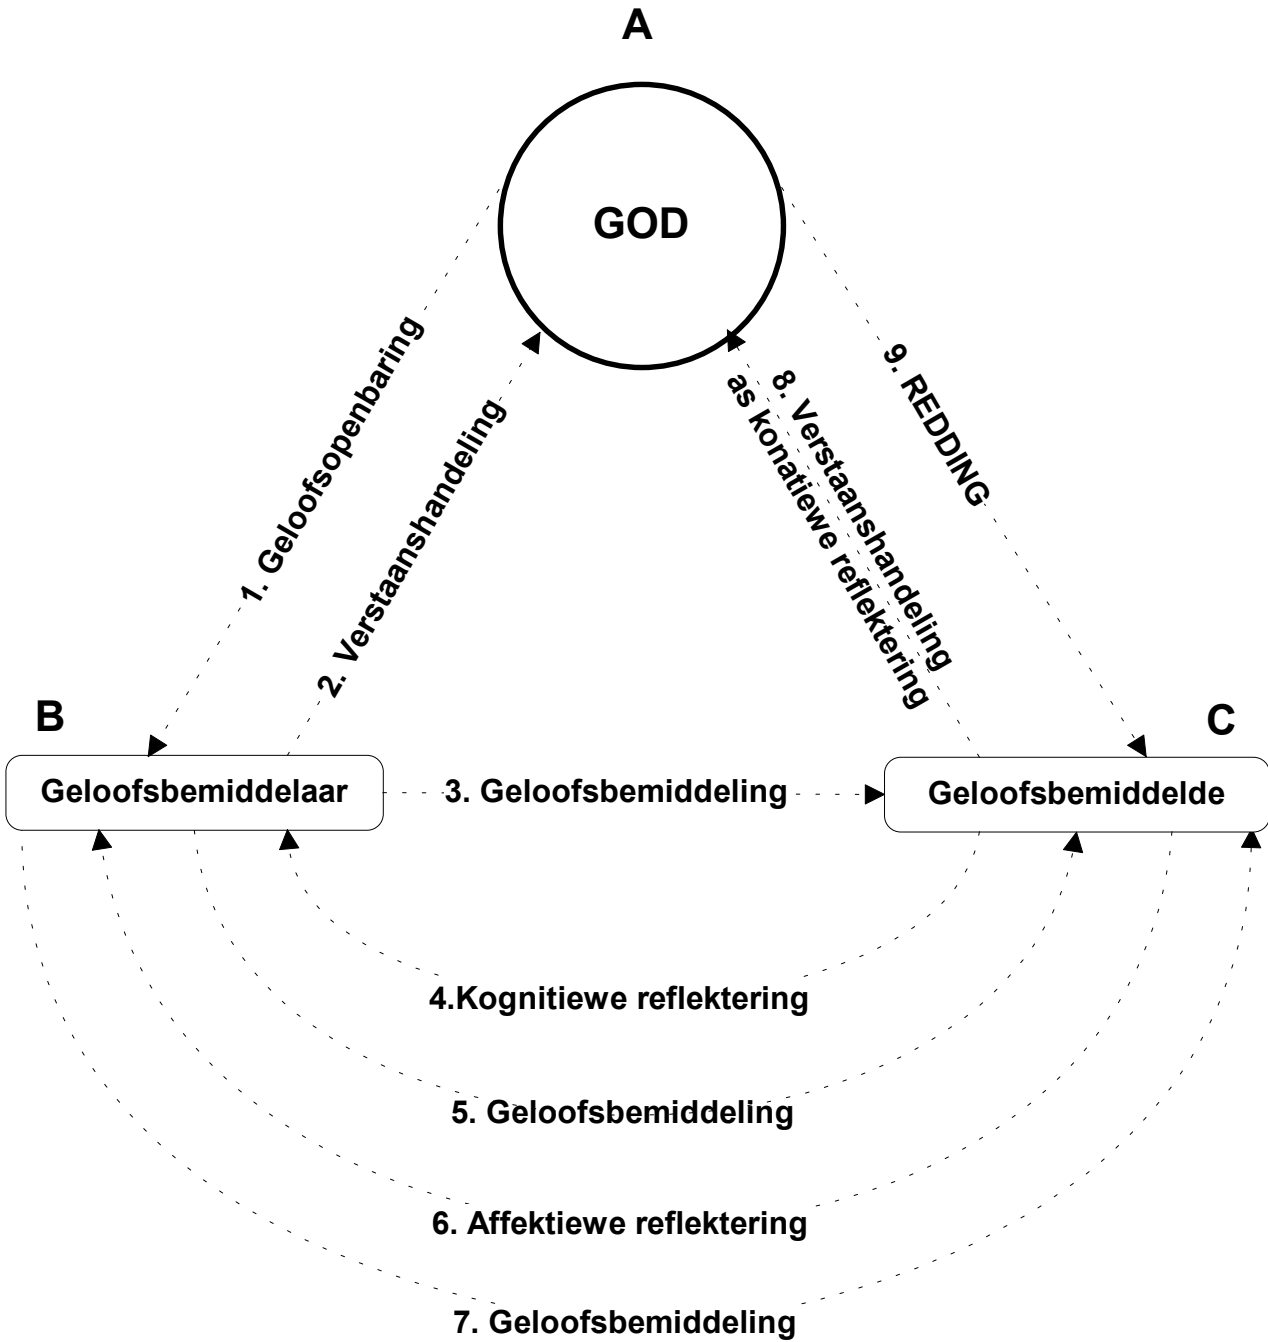 A
GOD
1. Geloofsopenbaring
2. Verstaanshandeling
8. Verstaanshandeling
as konatiewe reflektering
9. REDDING
B
C
Geloofsbemiddelaar
3. Geloofsbemiddeling
Geloofsbemiddelde
4.Kognitiewe reflektering
5. Geloofsbemiddeling
6. Affektiewe reflektering
7. Geloofsbemiddeling